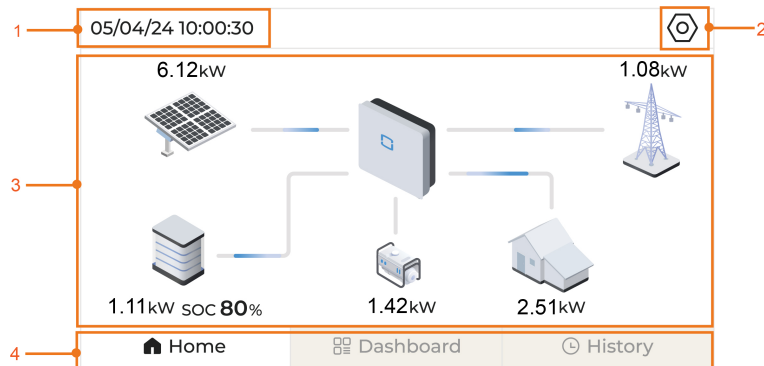 1
05/04/24 10:00:30
2
6.12kW
1.08kW
3
1.11kW SOC 80%
1.42kW
2.51kW
4
Home
Dashboard
History